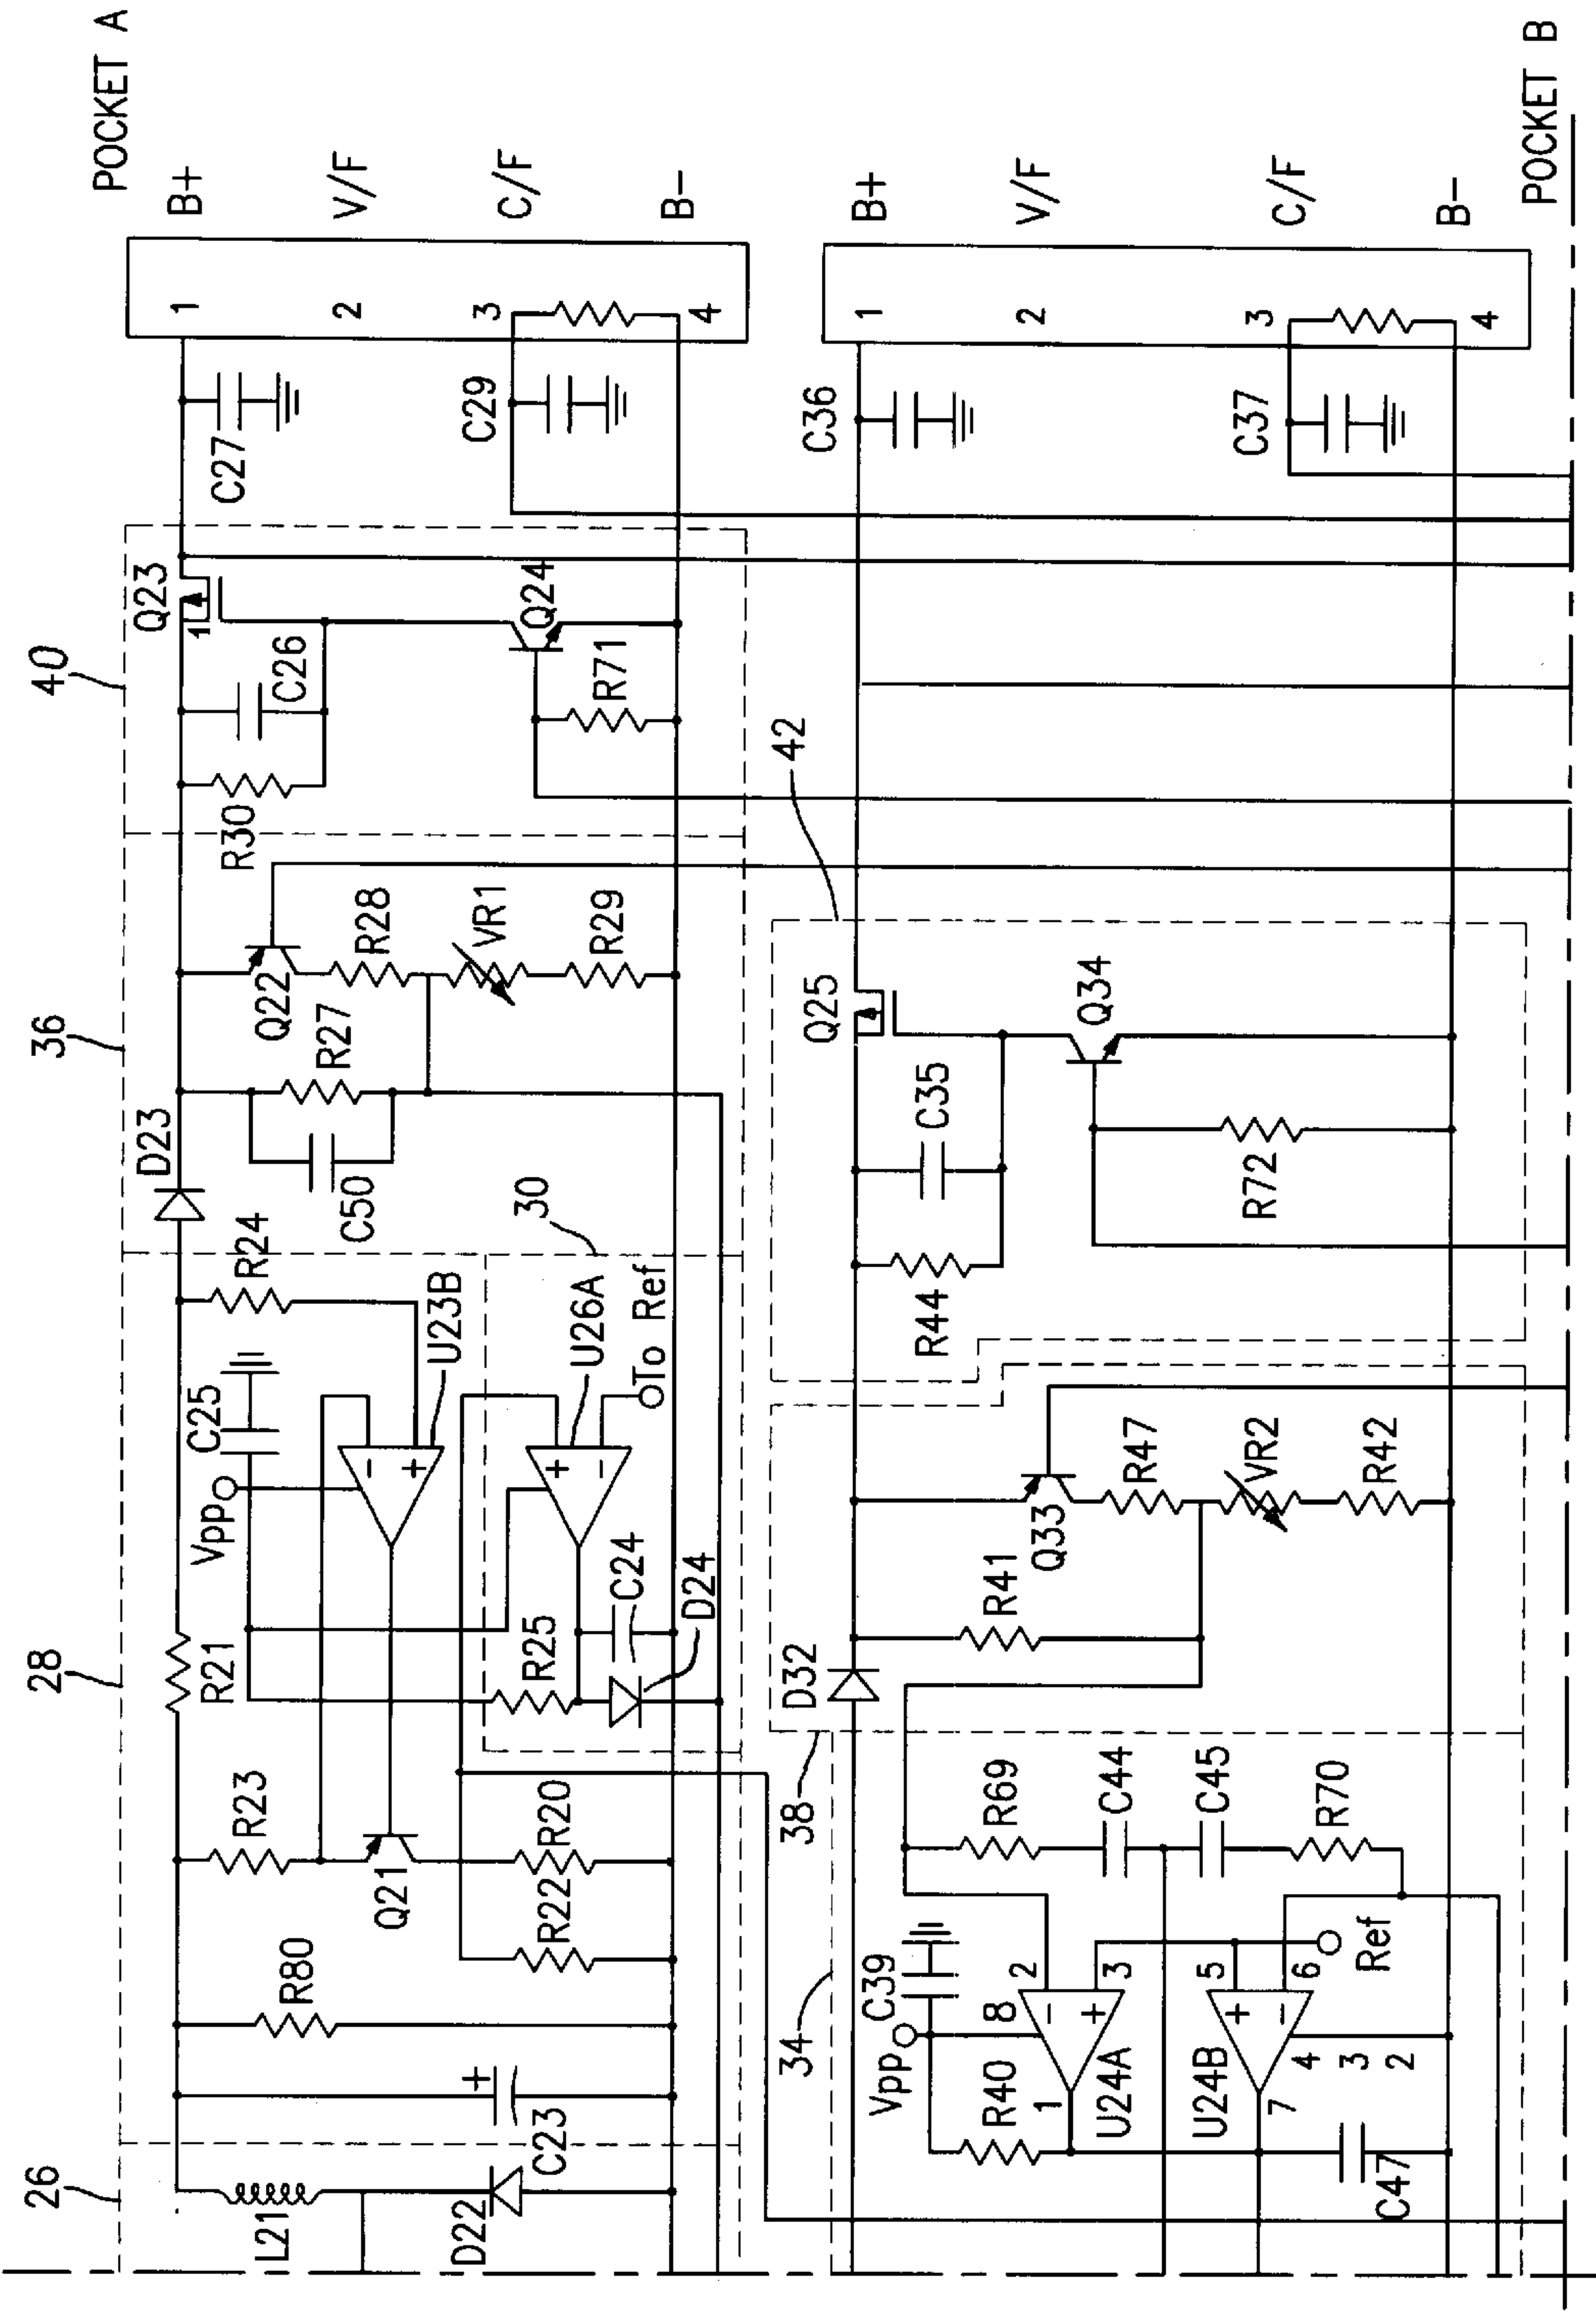 POCKET A
B+
V/F
C/F
B-
1
2
3
4
C27
C29
40
Q23
1
C26
R30
Q24
R71
36
D23
Q22
R28
VR1
R29
R27
C50
28
R24
C25
Vpp
-
+
U23B
30
+
-
U26A
To Ref
R21
R25
C24
D24
R23
Q21
R20
R22
R80
+
C23
26
L21
D22
POCKET B
B+
V/F
C/F
B-
1
2
3
4
C36
C37
42
Q25
C35
R44
Q34
R72
D32
R41
Q33
R47
VR2
R42
38
R69
C44
C45
R70
34
C39
Vpp
R40
8
2
-
3
+
1
U24A
5
+
6
-
Ref
U24B
7
4
3
2
C47